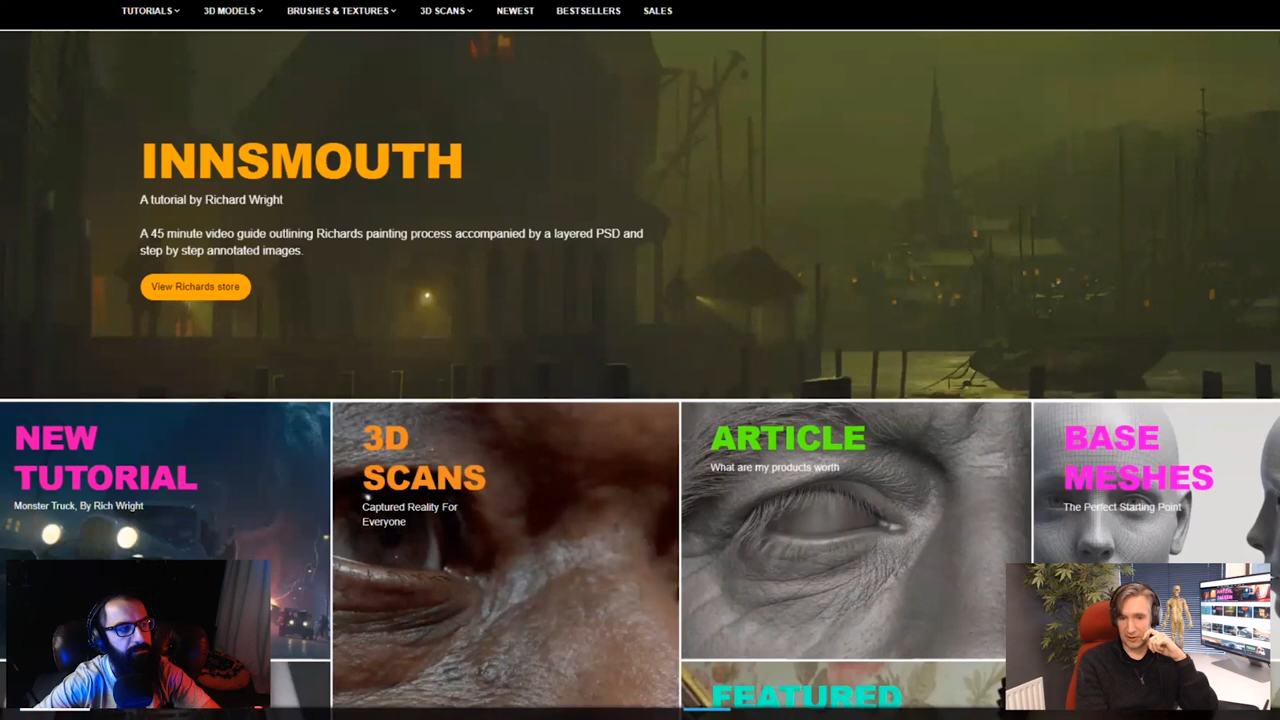 TUTORIALS 3D MODELS BRUSHES & TEXTURES 3D SCANS NEWEST BESTSELLERS SALES
INNSMOUTH
A tutorial by Richard Wright
A 45 minute video guide outlining Richards painting process accompanied by a layered PSD and
step by step annotated images.
View Richards store
NEW
TUTORIAL
Monster Truck, By Rich Wright
3D
SCANS
Captured Reality For
Everyone
ARTICLE
What are my products worth
BASE
MESHES
The Perfect Starting Point
FEATURED